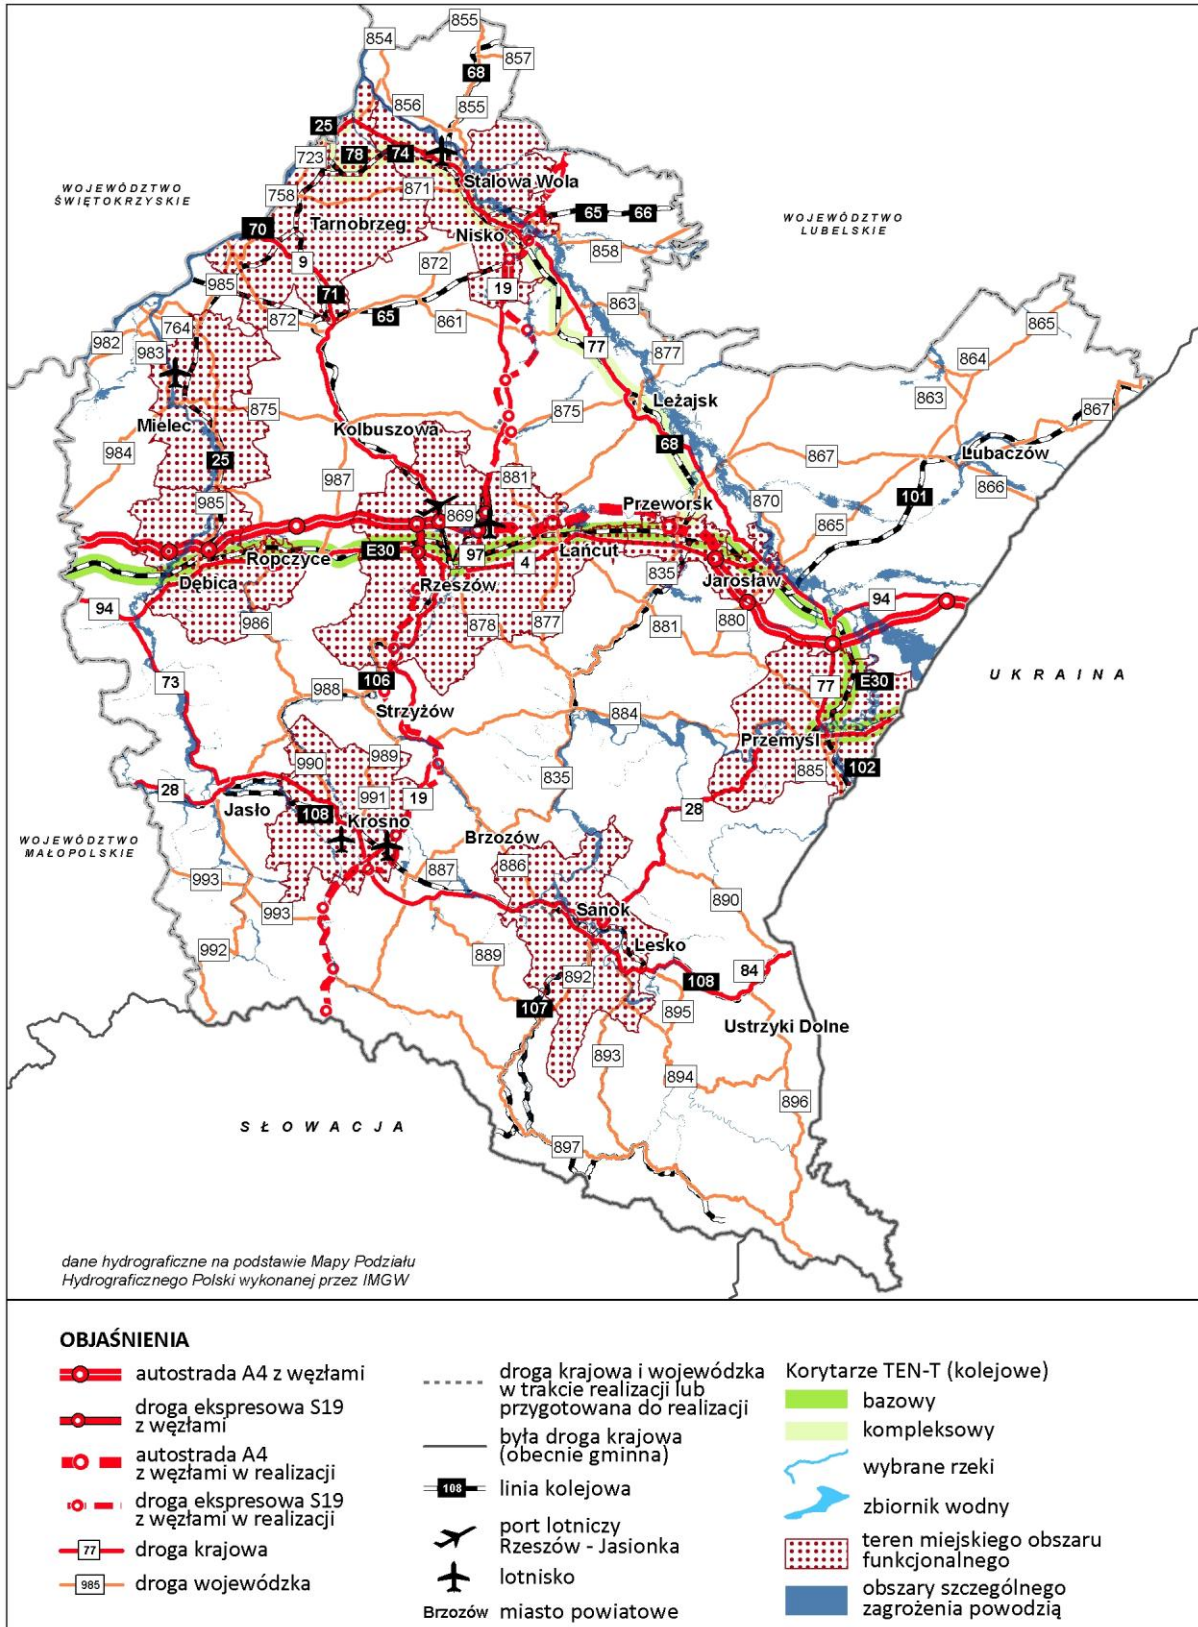 855
854
857
68
856
855
25
78
74
723
WOJEWÓDZTWO
ŚWIĘTOKRZYSKIE
758
871
Stalowa Wola
65
66
WOJEWÓDZTWO
LUBELSKIE
Tarnobrzeg
70
Nisko
858
9
872
985
19
71
863
865
872
65
861
764
982
983
77
877
864
863
875
875
Leżajsk
867
Mielec
Kolbuszowa
68
984
867
Lubaczów
25
987
881
866
101
985
869
Przeworsk
870
865
E30
97
Łańcut
Ropczyce
4
Dębica
Rzeszów
835
Jarosław
94
94
986
878
877
881
880
UKRAINA
73
106
77
E30
988
Strzyżów
884
Przemyśl
990
989
835
885
102
28
991
19
28
Jasło
108
Krosno
WOJEWÓDZTWO
MAŁOPOLSKIE
Brzozów
887
886
993
890
993
Sanok
992
889
Lesko
892
108
84
107
895
Ustrzyki Dolne
893
894
896
SŁOWACJA
897
dane hydrograficzne na podstawie Mapy Podziału
Hydrograficznego Polski wykonanej przez IMGW
OBJAŚNIENIA
autostrada A4 z węzłami
droga ekspresowa S19
z węzłami
autostrada A4
z węzłami w realizacji
droga ekspresowa S19
z węzłami w realizacji
77 droga krajowa
985 droga wojewódzka
droga krajowa i wojewódzka
w trakcie realizacji lub
przygotowana do realizacji
była droga krajowa
(obecnie gminna)
108 linia kolejowa
port lotniczy
Rzeszów - Jasionka
lotnisko
Brzozów miasto powiatowe
Korytarze TEN-T (kolejowe)
bazowy
kompleksowy
wybrane rzeki
zbiornik wodny
teren miejskiego obszaru
funkcjonalnego
obszary szczególnego
zagrożenia powodzią